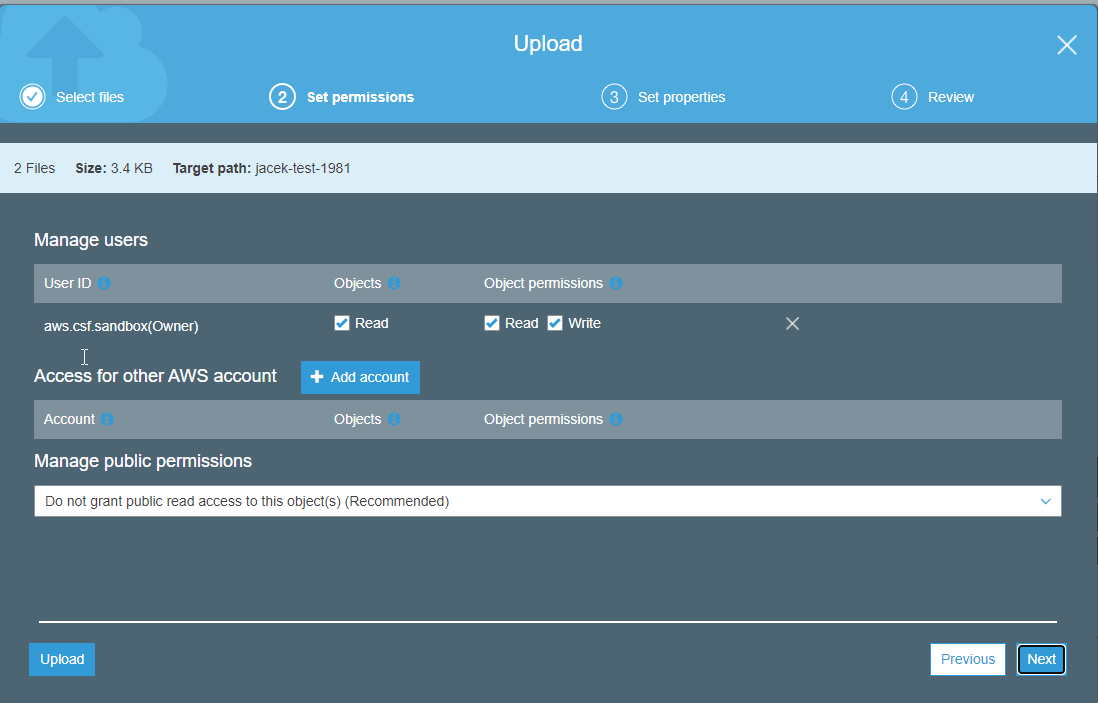 Upload
Select files
2 Set permissions
3 Set properties
4 Review
2 Files Size: 3.4 KB Target path: jacek-test-1981
Manage users
User ID Objects Object permissions
aws.csf.sandbox(Owner) Read Read Write
Access for other AWS account + Add account
Account Objects Object permissions
Manage public permissions
Do not grant public read access to this object(s) (Recommended)
Upload Previous Next